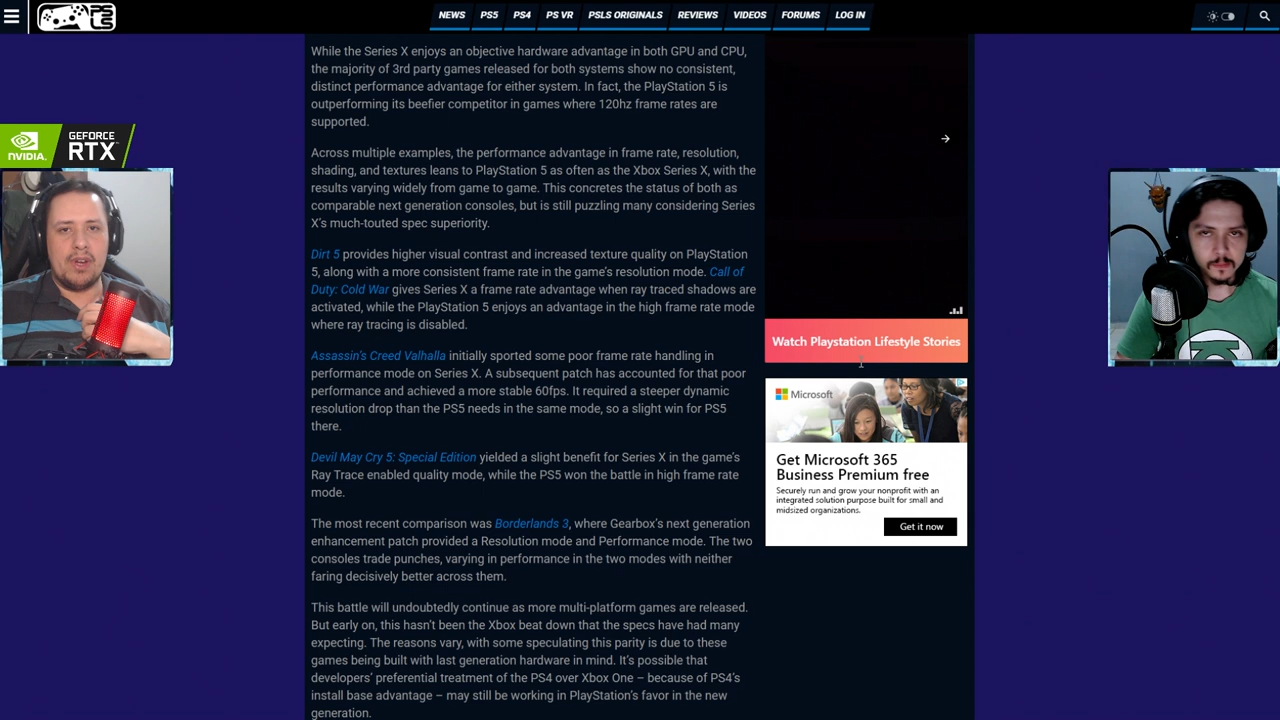 PS
LS
NEWS
PS5
PS4
PS VR
PSLS ORIGINALS
REVIEWS
VIDEOS
FORUMS
LOG IN
While the Series X enjoys an objective hardware advantage in both GPU and CPU,
the majority of 3rd party games released for both systems show no consistent,
distinct performance advantage for either system. In fact, the PlayStation 5 is
outperforming its beefier competitor in games where 120hz frame rates are
supported.
Across multiple examples, the performance advantage in frame rate, resolution,
shading, and textures leans to PlayStation 5 as often as the Xbox Series X, with the
results varying widely from game to game. This concretes the status of both as
comparable next generation consoles, but is still puzzling many considering Series
X's much-touted spec superiority.
Dirt 5 provides higher visual contrast and increased texture quality on PlayStation
5, along with a more consistent frame rate in the game's resolution mode. Call of
Duty: Cold War gives Series X a frame rate advantage when ray traced shadows are
activated, while the PlayStation 5 enjoys an advantage in the high frame rate mode
where ray tracing is disabled.
Assassin's Creed Valhalla initially sported some poor frame rate handling in
performance mode on Series X. A subsequent patch has accounted for that poor
performance and achieved a more stable 60fps. It required a steeper dynamic
resolution drop than the PS5 needs in the same mode, so a slight win for PS5
there.
Devil May Cry 5: Special Edition yielded a slight benefit for Series X in the game's
Ray Trace enabled quality mode, while the PS5 won the battle in high frame rate
mode.
The most recent comparison was Borderlands 3, where Gearbox's next generation
enhancement patch provided a Resolution mode and Performance mode. The two
consoles trade punches, varying in performance in the two modes with neither
faring decisively better across them.
This battle will undoubtedly continue as more multi-platform games are released.
But early on, this hasn't been the Xbox beat down that the specs have had many
expecting. The reasons vary, with some speculating this parity is due to these
games being built with last generation hardware in mind. It's possible that
developers' preferential treatment of the PS4 over Xbox One – because of PS4's
install base advantage – may still be working in PlayStation's favor in the new
generation.
NVIDIA.
GEFORCE
RTX™
Watch Playstation Lifestyle Stories
Microsoft
Get Microsoft 365
Business Premium free
Securely run and grow your nonprofit with an
integrated solution purpose built for small and
midsized organizations.
Get it now